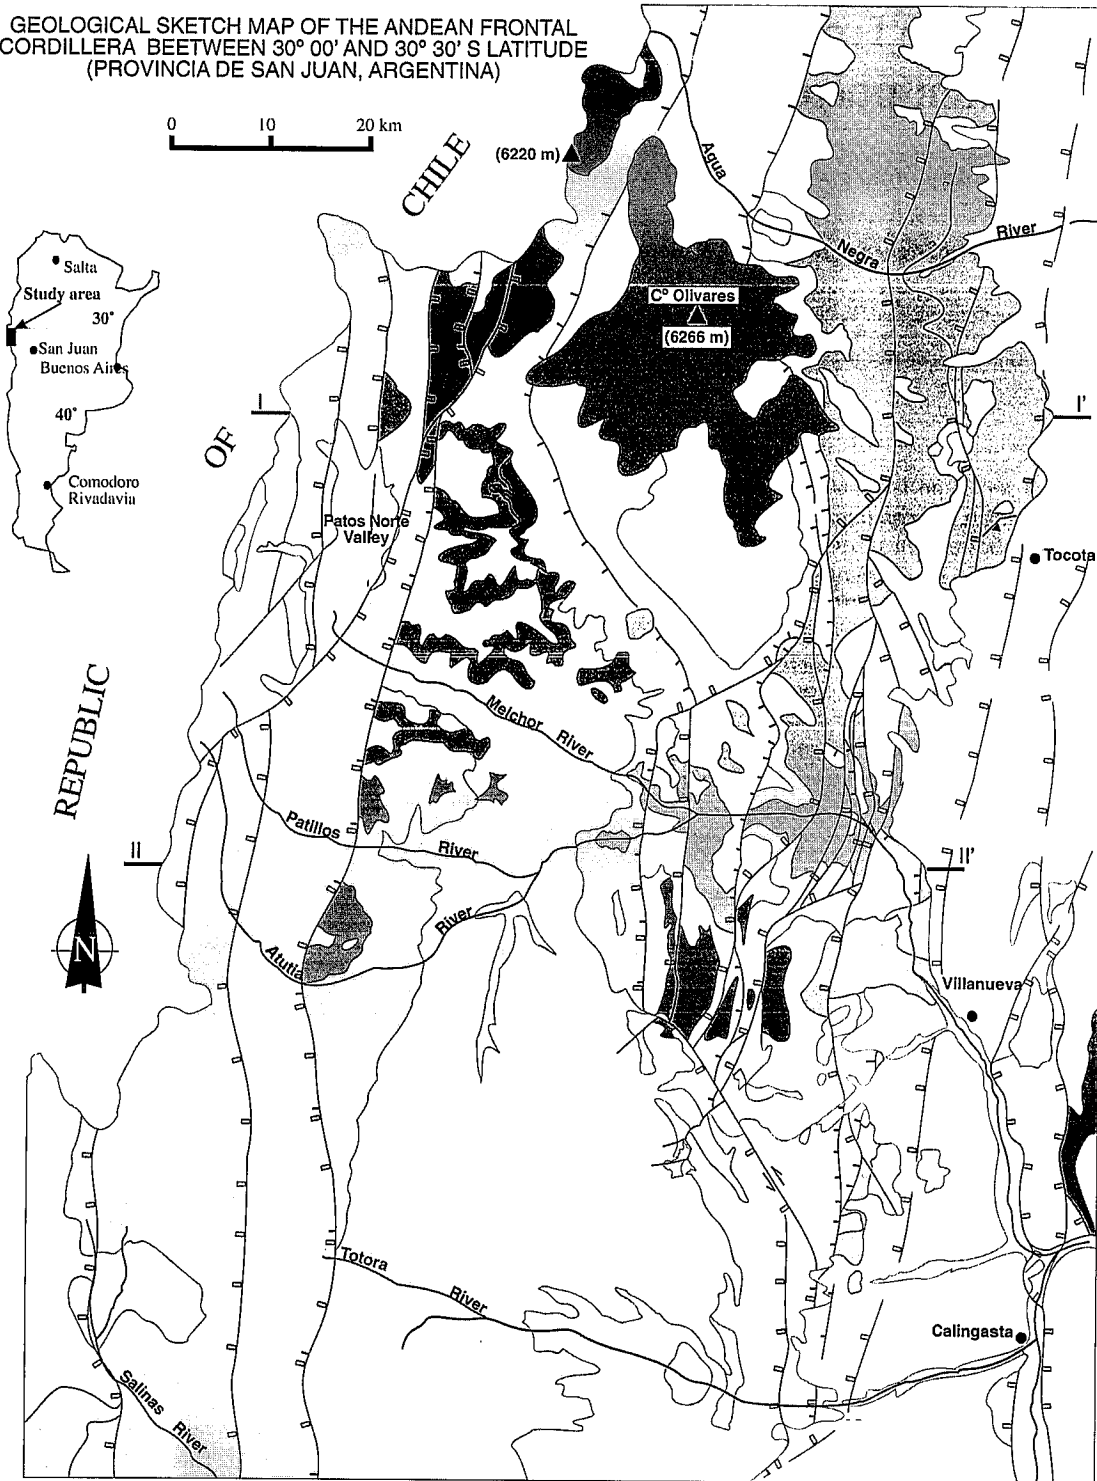 GEOLOGICAL SKETCH MAP OF THE ANDEAN FRONTAL
CORDILLERA BEETWEEN 30° 00' AND 30° 30' S LATITUDE
(PROVINCIA DE SAN JUAN, ARGENTINA)
0 10 20 km
CHILE
(6220 m)
Agua
Negra
River
Salta
Study area
30°
San Juan
Buenos Aires
40°
Comodoro
Rivadavia
C° Olivares
(6266 m)
I
I'
OF
Patos Norte
Valley
Tocota
REPUBLIC
Melchor
River
Patillos
River
II
II'
N
Atutia
River
Villanueva
Totora
River
Calingasta
Salinas
River